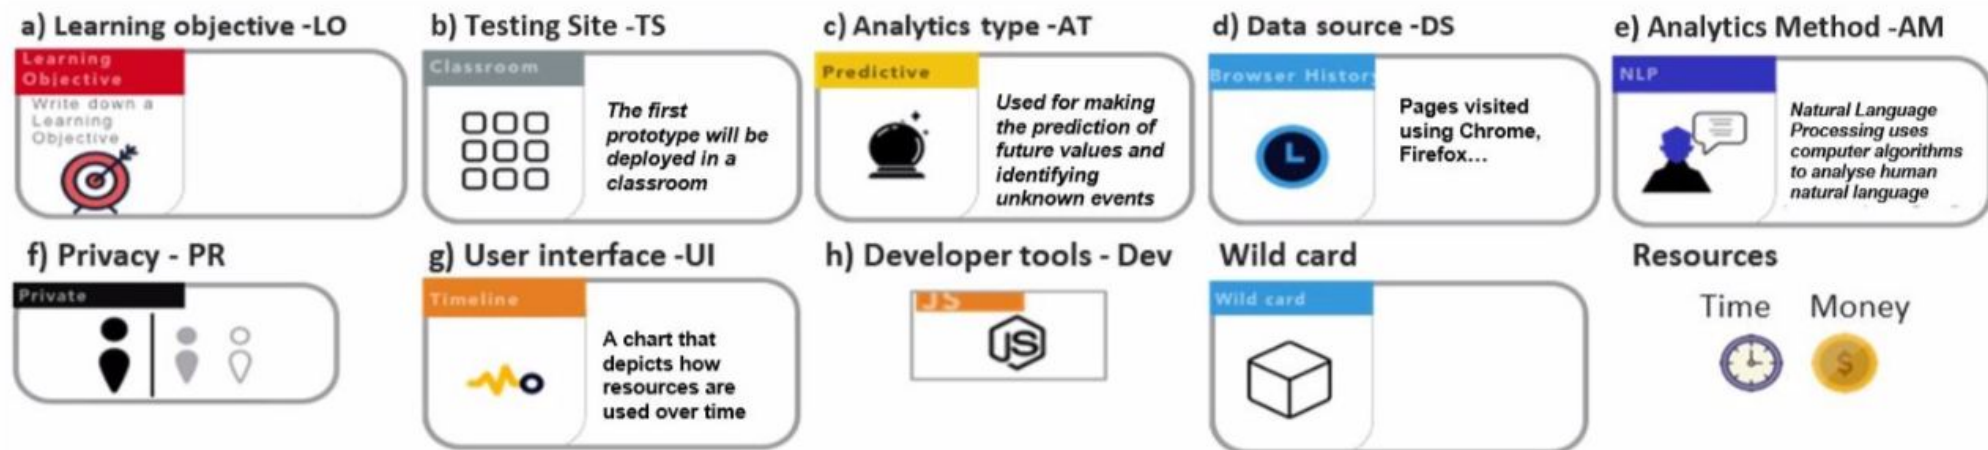 a) Learning objective -LO
Learning
Objective
Write down a
Learning
Objective
b) Testing Site -TS
Classroom
The first
prototype will be
deployed in a
classroom
c) Analytics type -AT
Predictive
Used for making
the prediction of
future values and
identifying
unknown events
d) Data source -DS
Browser History
Pages visited
using Chrome,
Firefox...
e) Analytics Method -AM
NLP
Natural Language
Processing uses
computer algorithms
to analyse human
natural language
f) Privacy - PR
Private
g) User interface -UI
Timeline
A chart that
depicts how
resources are
used over time
h) Developer tools - Dev
JS
JS
Wild card
Wild card
Resources
Time Money
$